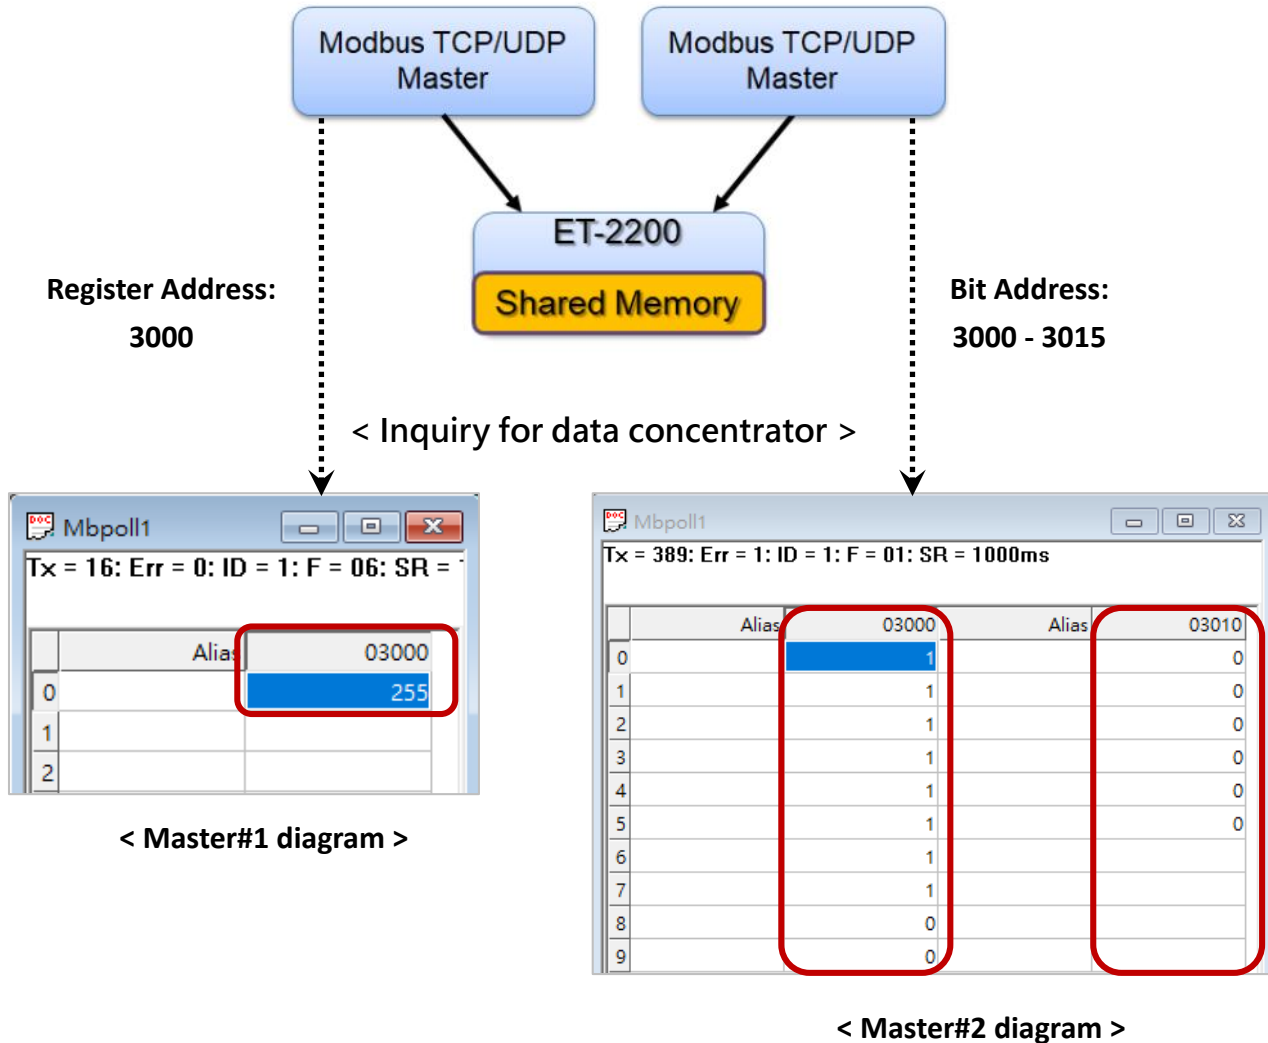 Modbus TCP/UDP
Master
Modbus TCP/UDP
Master
ET-2200
Shared Memory
Register Address:
3000
Bit Address:
3000 - 3015
< Inquiry for data concentrator >
DOC Mbpoll1
Tx = 16: Err = 0: ID = 1: F = 06: SR =
Alias 03000
0 255
1
2
< Master#1 diagram >
DOC Mbpoll1
Tx = 389: Err = 1: ID = 1: F = 01: SR = 1000ms
Alias 03000 Alias 03010
0 1 0
1 1 0
2 1 0
3 1 0
4 1 0
5 1 0
6 1
7 1
8 0
9 0
< Master#2 diagram >